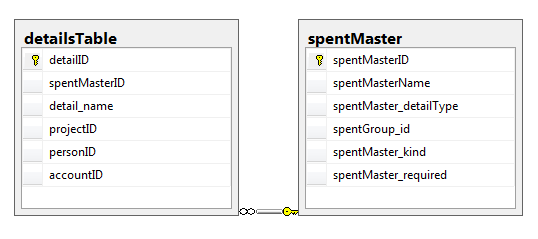 detailsTable
detailID
spentMasterID
detail_name
projectID
personID
accountID
spentMaster
spentMasterID
spentMasterName
spentMaster_detailType
spentGroup_id
spentMaster_kind
spentMaster_required